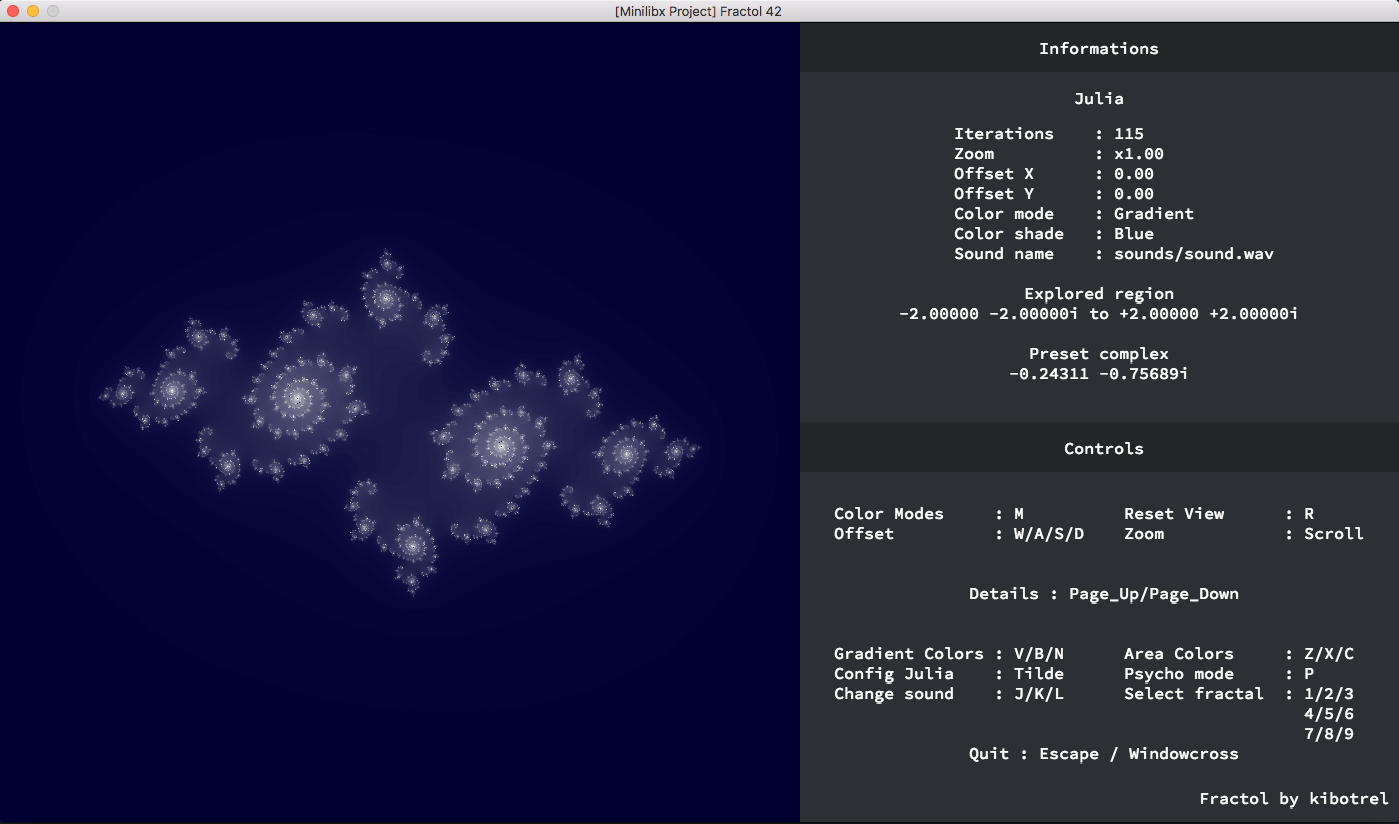 [Minilibx Project] Fractol 42
Informations
Julia
Iterations : 115
Zoom : x1.00
Offset X : 0.00
Offset Y : 0.00
Color mode : Gradient
Color shade : Blue
Sound name : sounds/sound.wav
Explored region
-2.00000 -2.00000i to +2.00000 +2.00000i
Preset complex
-0.24311 -0.75689i
Controls
Color Modes : M Reset View : R
Offset : W/A/S/D Zoom : Scroll
Details : Page_Up/Page_Down
Gradient Colors : V/B/N Area Colors : Z/X/C
Config Julia : Tilde Psycho mode : P
Change sound : J/K/L Select fractal : 1/2/3
4/5/6
7/8/9
Quit : Escape / Windowcross
Fractol by kibotrel